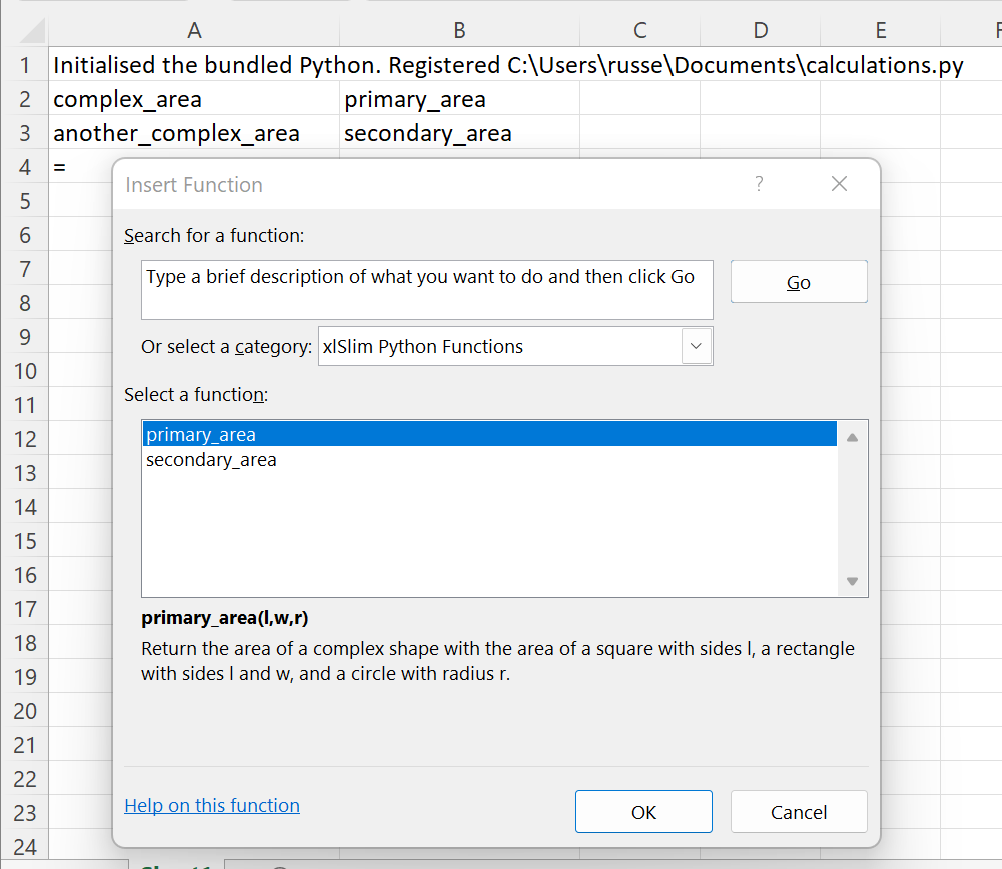 A B C D E F
1 Initialised the bundled Python. Registered C:\Users\russe\Documents\calculations.py
2 complex_area primary_area
3 another_complex_area secondary_area
4 =
Insert Function ? ×
5
Search for a function:
6
7 Type a brief description of what you want to do and then click Go
Go
8
9
Or select a category: xlSlim Python Functions
10
Select a function:
11
12 primary_area
secondary_area
13
14
15
16
17 primary_area(l,w,r)
18 Return the area of a complex shape with the area of a square with sides l, a rectangle
19 with sides l and w, and a circle with radius r.
20
21
22
23 Help on this function OK Cancel
24